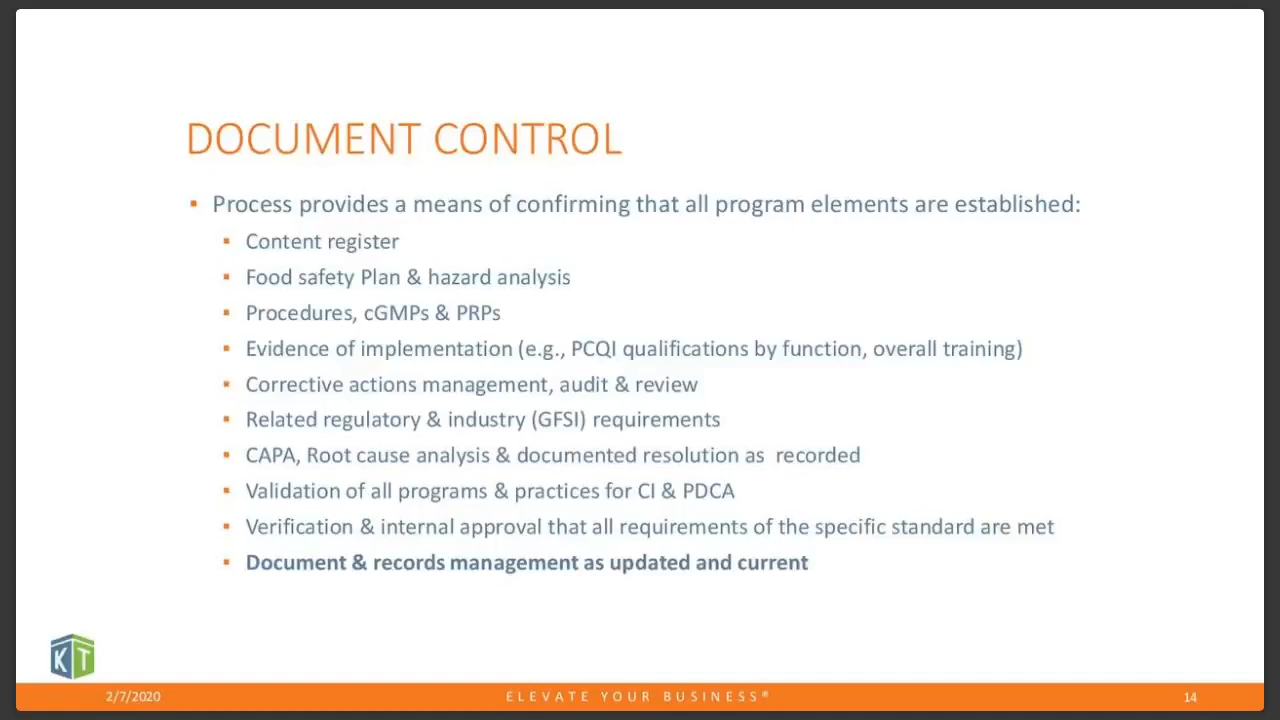 DOCUMENT CONTROL
▪ Process provides a means of confirming that all program elements are established:
▪ Content register
▪ Food safety Plan & hazard analysis
▪ Procedures, cGMPs & PRPs
▪ Evidence of implementation (e.g., PCQI qualifications by function, overall training)
▪ Corrective actions management, audit & review
▪ Related regulatory & industry (GFSI) requirements
▪ CAPA, Root cause analysis & documented resolution as  recorded
▪ Validation of all programs & practices for CI & PDCA
▪ Verification & internal approval that all requirements of the specific standard are met
▪ Document & records management as updated and current
KT
2/7/2020
ELEVATE YOUR BUSINESS®
14